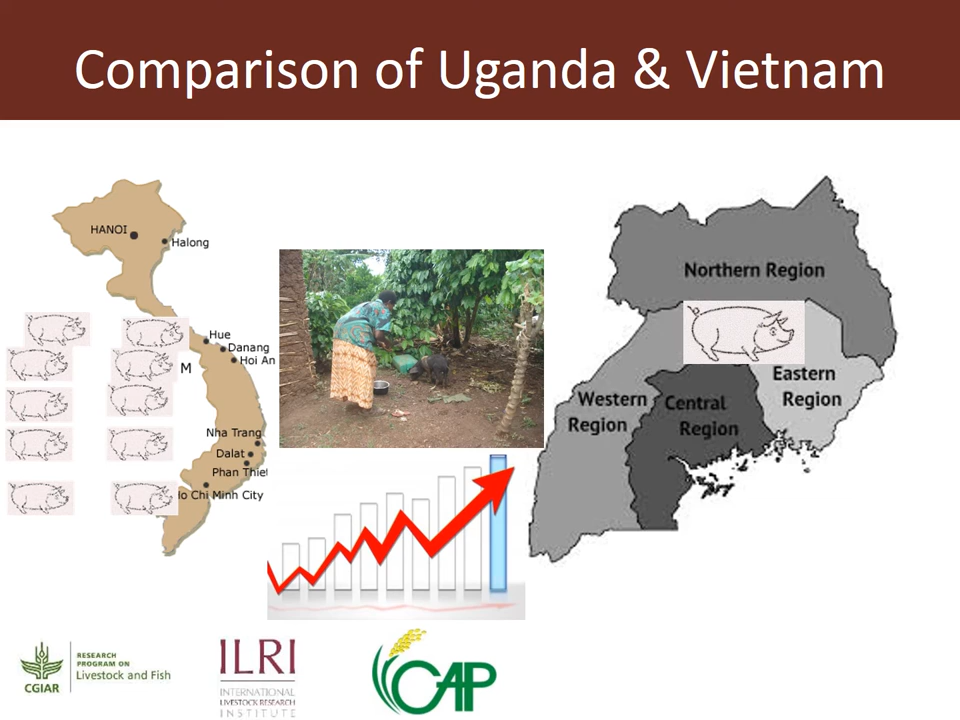 Comparison of Uganda & Vietnam
HANOI
Halong
Hue
Danang
Hoi An
M
Nha Trang
Dalat
Phan Thiet
o Chi Minh City
Northern Region
Eastern
Region
Western
Region
Central
Region
CGIAR
RESEARCH
PROGRAM ON
Livestock and Fish
ILRI
INTERNATIONAL
LIVESTOCK RESEARCH
INSTITUTE
CAP